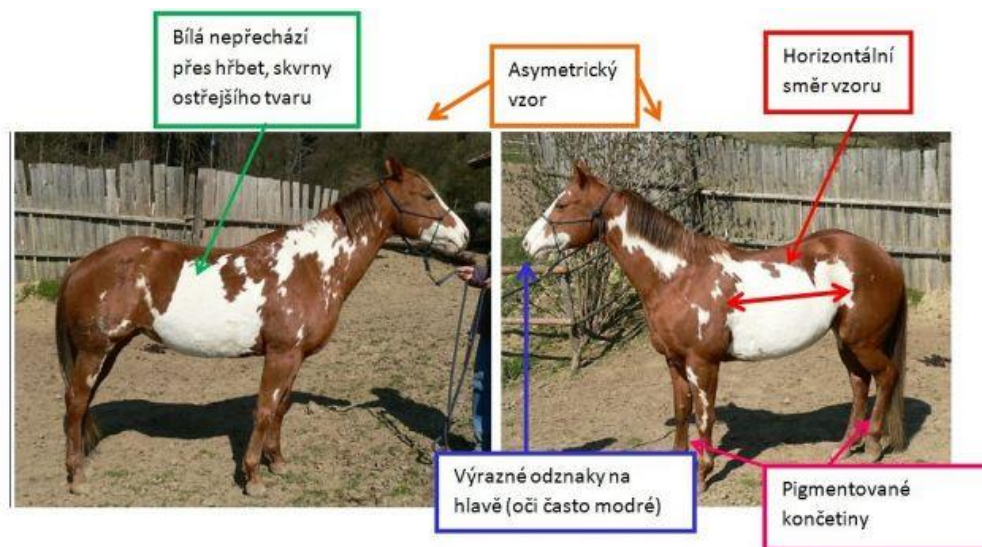 Bílá nepřechází
přes hřbet, skvrny
ostřejšího tvaru
Asymetrický
vzor
Horizontální
směr vzoru
Výrazné odznaky na
hlavě (oči často modré)
Pigmentované
končetiny